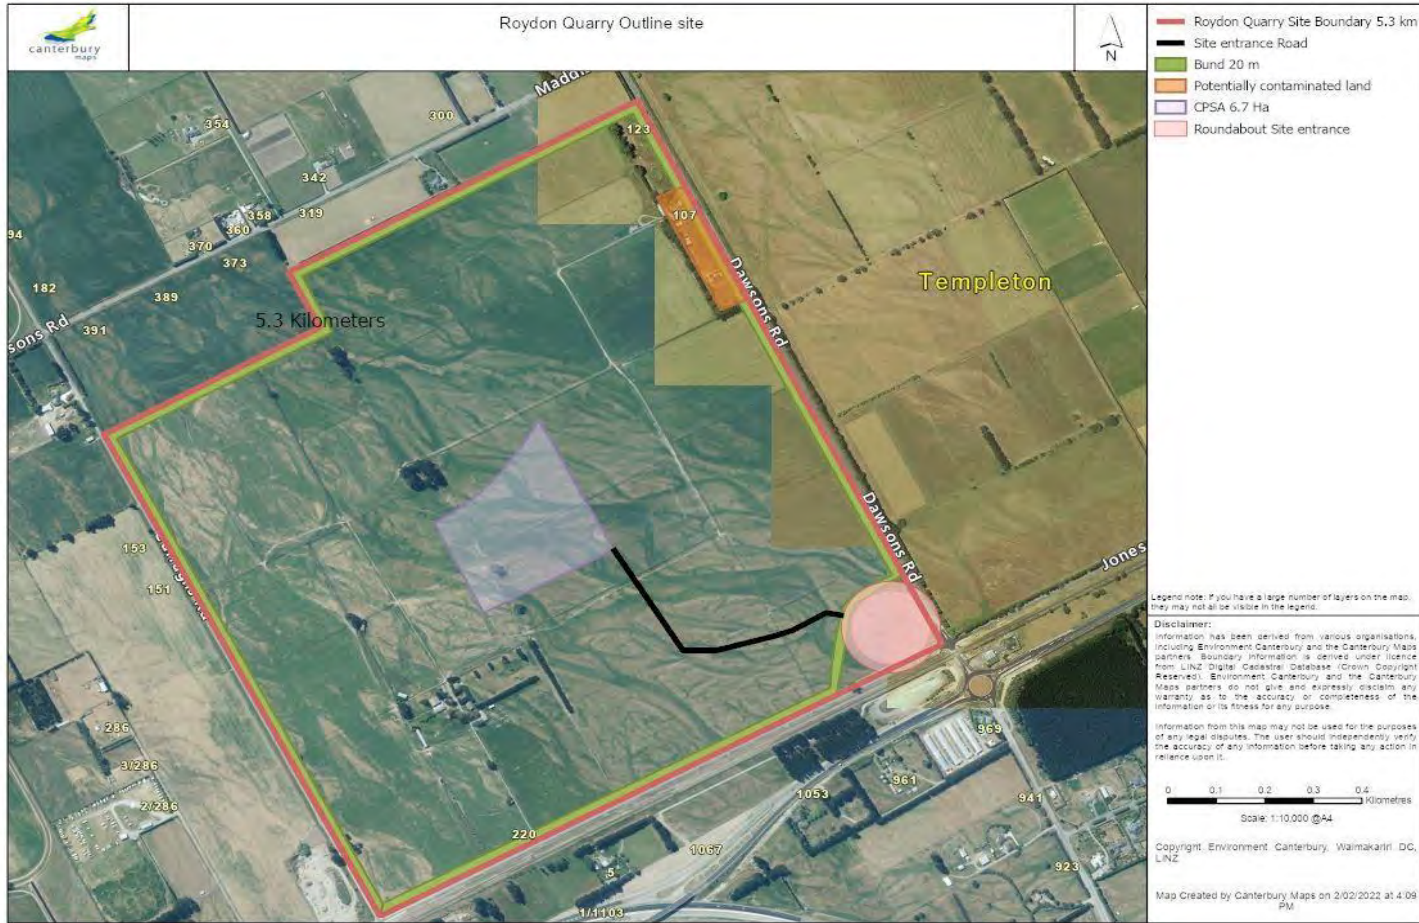 canterbury
maps
Roydon Quarry Outline site
N
Roydon Quarry Site Boundary 5.3 km
Site entrance Road
Bund 20 m
Potentially contaminated land
CPSA 6.7 Ha
Roundabout Site entrance
354
300
123
342
107
358
319
360
370
373
94
182
389
391
sons Rd
5.3 Kilometers
Dawsons Rd
Templeton
153
151
Dawsons Rd
Jones
286
3/286
2/286
220
969
961
1053
941
1067
923
5
1/1103
Legend note: If you have a large number of layers on the map,
they may not all be visible in the legend.
Disclaimer:
Information has been derived from various organisations,
including Environment Canterbury and the Canterbury Maps
partners. Boundary information is derived under licence
from LINZ Digital Cadastral Database (Crown Copyright
Reserved). Environment Canterbury and the Canterbury
Maps partners do not give and expressly disclaim any
warranty as to the accuracy or completeness of the
information or its fitness for any purpose.
Information from this map may not be used for the purposes
of any legal disputes. The user should independently verify
the accuracy of any information before taking any action in
reliance upon it.
0 0.1 0.2 0.3 0.4
Kilometres
Scale: 1:10,000 @A4
Copyright Environment Canterbury, Waimakariri DC,
LINZ
Map Created by Canterbury Maps on 2/02/2022 at 4:09
PM